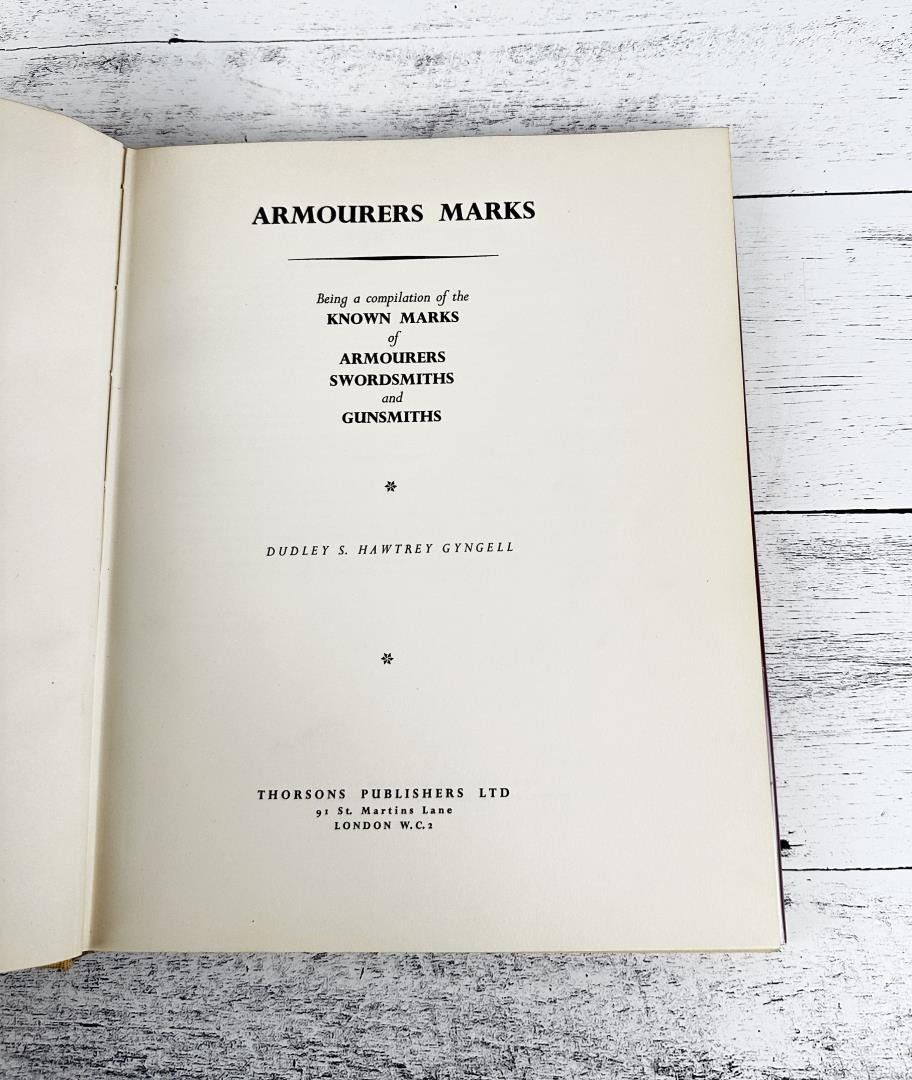 ARMOURERS MARKS
Being a compilation of the
KNOWN MARKS
of
ARMOURERS
SWORDSMITHS
and
GUNSMITHS
DUDLEY S. HAWTREY GYNGELL
THORSONS PUBLISHERS LTD
91 St. Martins Lane
LONDON W.C.2